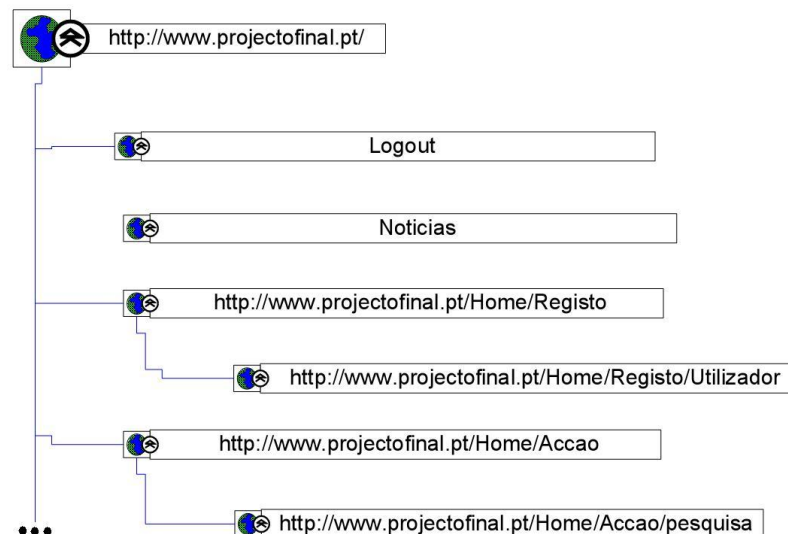 http://www.projectofinal.pt/
Logout
Noticias
http://www.projectofinal.pt/Home/Registo
http://www.projectofinal.pt/Home/Registo/Utilizador
http://www.projectofinal.pt/Home/Accao
http://www.projectofinal.pt/Home/Accao/pesquisa
...